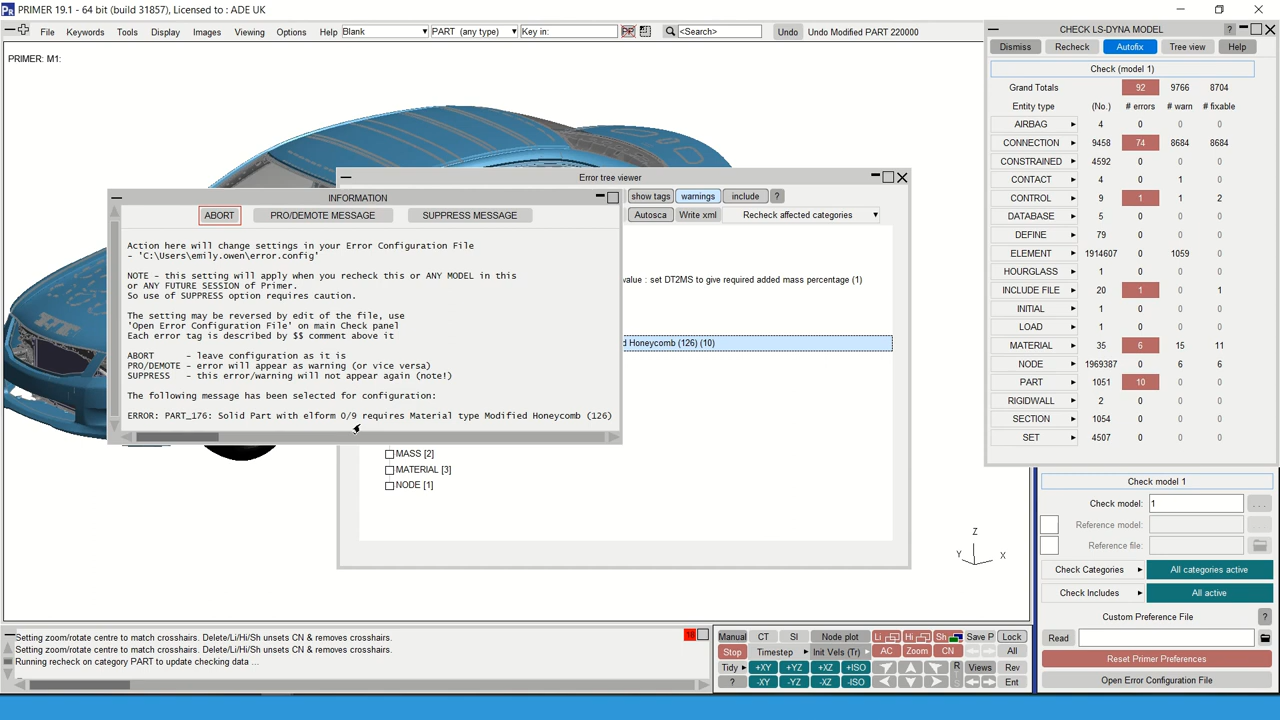 PRIMER 19.1 - 64 bit (build 31857), Licensed to : ADE UK
File Keywords Tools Display Images Viewing Options Help Blank PART (any type) Key in: <Search> Undo Undo Modified PART 220000
PRIMER: M1:
CHECK LS-DYNA MODEL ?
Dismiss Recheck Autofix Tree view Help
Check (model 1)
Grand Totals 92 9766 8704
Entity type (No.) # errors # warn # fixable
AIRBAG 4 0 0 0
CONNECTION 9458 74 8684 8684
CONSTRAINED 4592 0 0 0
CONTACT 4 0 1 0
CONTROL 9 1 1 2
DATABASE 5 0 0 0
DEFINE 79 0 0 0
ELEMENT 1914607 0 1059 0
HOURGLASS 1 0 0 0
INCLUDE FILE 20 1 0 1
INITIAL 1 0 0 0
LOAD 1 0 0 0
MATERIAL 35 6 15 11
NODE 1969387 0 6 6
PART 1051 10 0 0
RIGIDWALL 2 0 0 0
SECTION 1054 0 0 0
SET 4507 0 0 0
Error tree viewer
show tags warnings include ?
Autosca Write xml Recheck affected categories
value : set DT2MS to give required added mass percentage (1)
d Honeycomb (126) (10)
MASS [2]
MATERIAL [3]
NODE [1]
INFORMATION
ABORT PRO/DEMOTE MESSAGE SUPPRESS MESSAGE
Action here will change settings in your Error Configuration File
- 'C:\Users\emily.owen\error.config'
NOTE - this setting will apply when you recheck this or ANY MODEL in this
or ANY FUTURE SESSION of Primer.
So use of SUPPRESS option requires caution.
The setting may be reversed by edit of the file, use
'Open Error Configuration File' on main Check panel
Each error tag is described by $$ comment above it
ABORT - leave configuration as it is
PRO/DEMOTE - error will appear as warning (or vice versa)
SUPPRESS - this error/warning will not appear again (note!)
The following message has been selected for configuration:
ERROR: PART_176: Solid Part with elform 0/9 requires Material type Modified Honeycomb (126)
Check model 1
Check model: 1 ...
Reference model: ...
Reference file:
Check Categories All categories active
Check Includes All active
Custom Preference File ?
Read
Reset Primer Preferences
Open Error Configuration File
Z
Y X
Setting zoom/rotate centre to match crosshairs. Delete/Li/Hi/Sh unsets CN & removes crosshairs.
Setting zoom/rotate centre to match crosshairs. Delete/Li/Hi/Sh unsets CN & removes crosshairs.
Running recheck on category PART to update checking data ...
Manual CT SI Node plot Li Hi Sh Save P Lock
Stop Timestep Init Vels (Tr) AC Zoom CN All
Tidy +XY +YZ +XZ +ISO R Views Rev
? -XY -YZ -XZ -ISO Ent